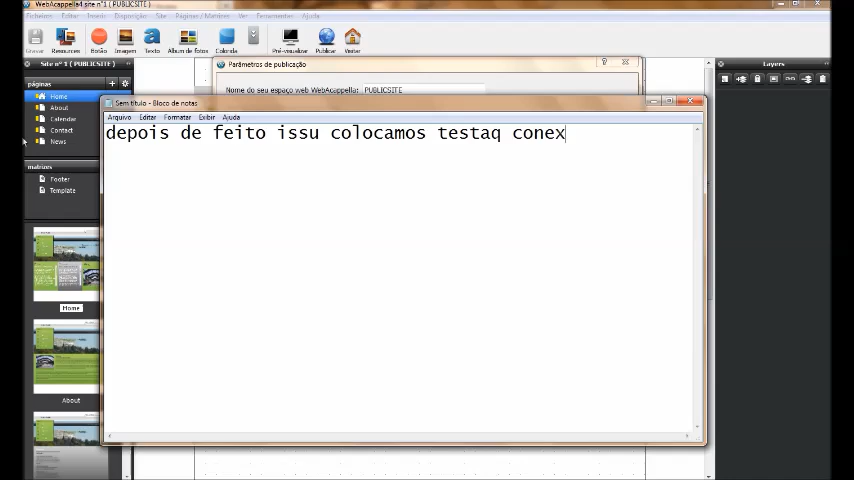 WebAcappella4 site n°1 ( PUBLICSITE )
Ficheiro Editar Inserir Disposição Site Páginas / Matrizes Ver Ferramentas Ajuda
Gravar Resources Botão Imagem Texto Album de fotos Colorida Pré-visualizar Publicar Visitar
Site n° 1 ( PUBLICSITE )
Parâmetros de publicação
Layers
páginas
Nome do seu espaço web WebAcappella: PUBLICSITE
Home
About
Calendar
Contact
News
matrizes
Footer
Template
Home
About
Sem título - Bloco de notas
Arquivo Editar Formatar Exibir Ajuda
depois de feito issu colocamos testaq conex